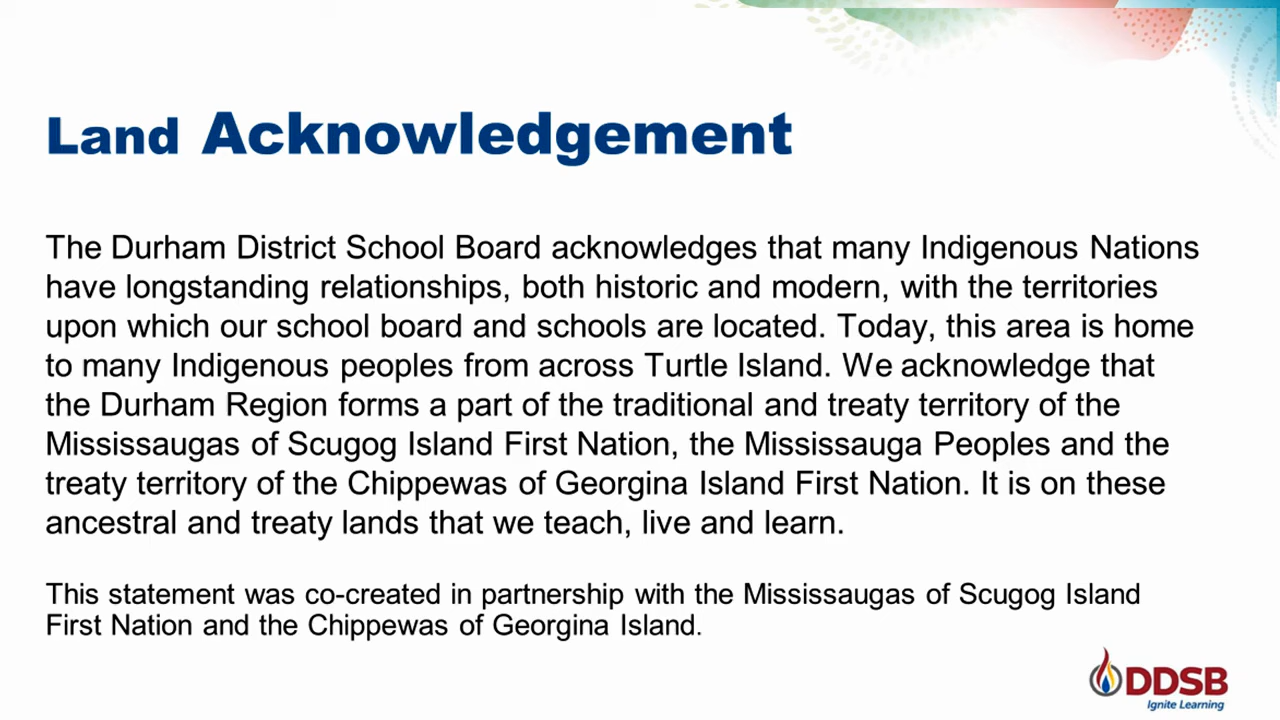 Land Acknowledgement
The Durham District School Board acknowledges that many Indigenous Nations
have longstanding relationships, both historic and modern, with the territories
upon which our school board and schools are located. Today, this area is home
to many Indigenous peoples from across Turtle Island. We acknowledge that
the Durham Region forms a part of the traditional and treaty territory of the
Mississaugas of Scugog Island First Nation, the Mississauga Peoples and the
treaty territory of the Chippewas of Georgina Island First Nation. It is on these
ancestral and treaty lands that we teach, live and learn.
This statement was co-created in partnership with the Mississaugas of Scugog Island
First Nation and the Chippewas of Georgina Island.
DDSB
Ignite Learning